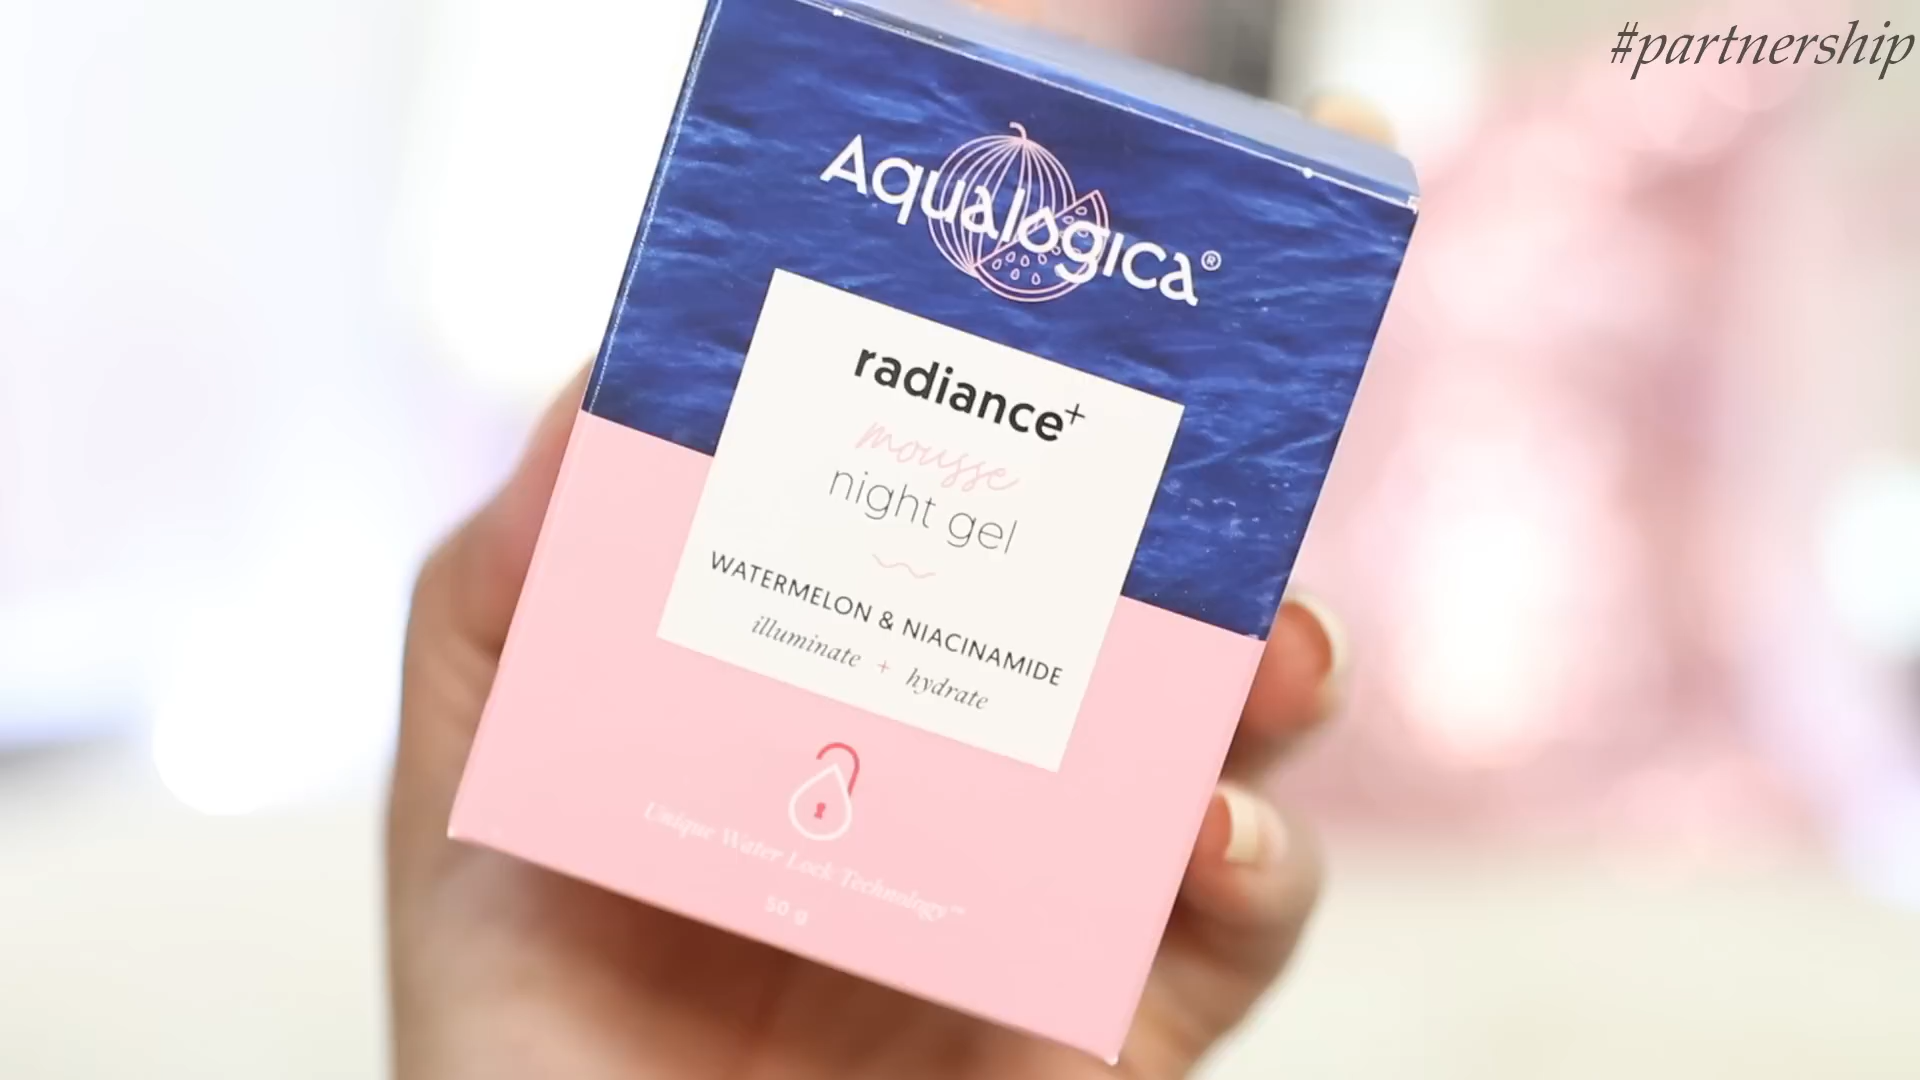 #partnership
Aqualogica®
radiance+
mousse
night gel
WATERMELON & NIACINAMIDE
illuminate + hydrate
Unique Water Lock Technology™
50 g